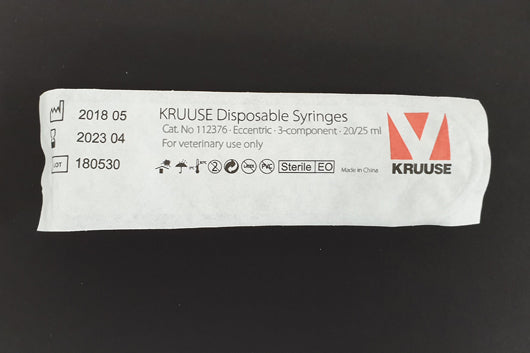 2018 05
2023 04
LOT 180530
KRUUSE Disposable Syringes
Cat. No 112376 · Eccentric · 3-component · 20/25 ml
For veterinary use only
Sterile EO
Made in China
KRUUSE